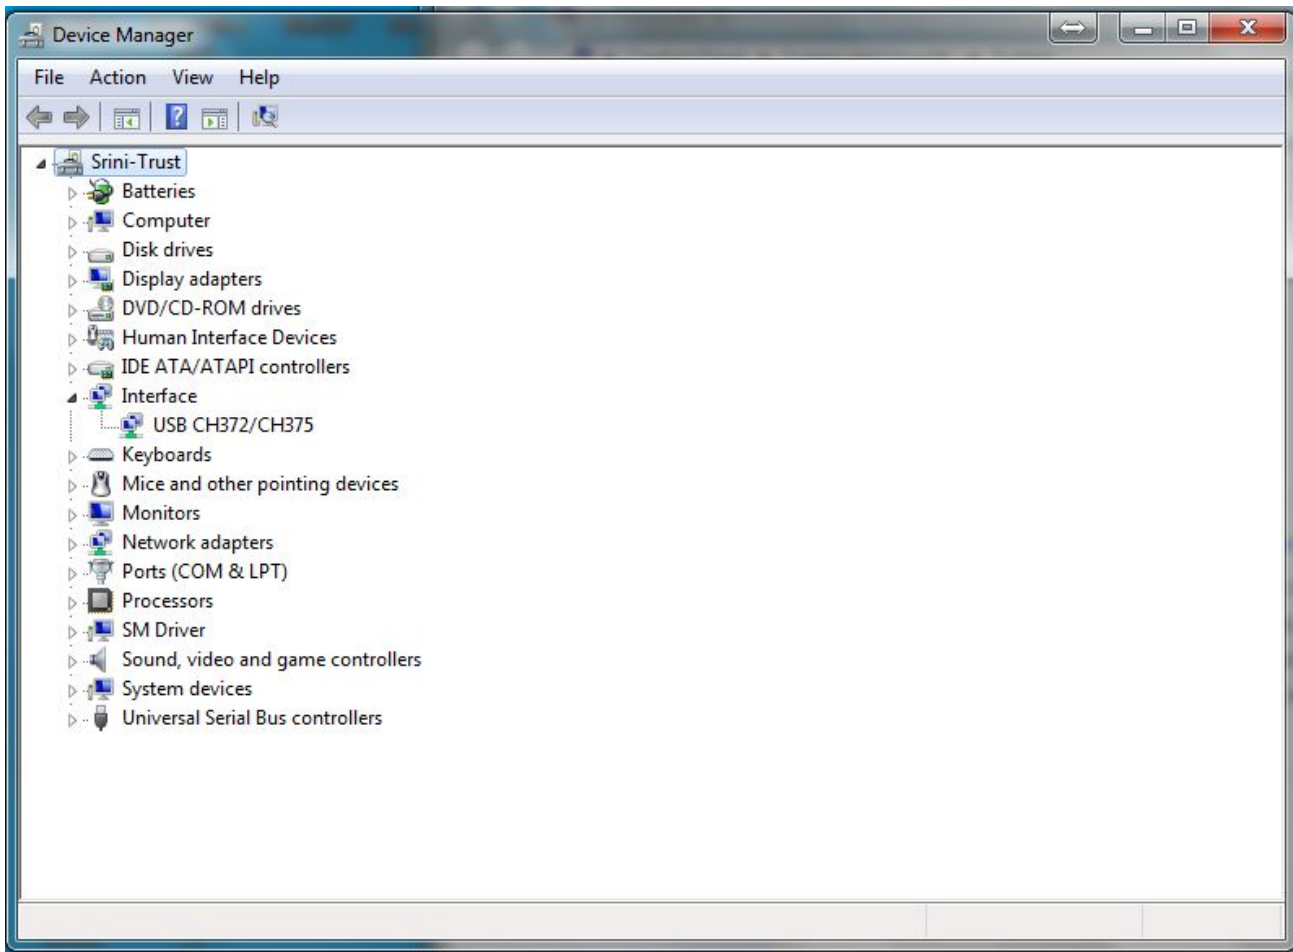 Device Manager
File Action View Help
Srini-Trust
Batteries
Computer
Disk drives
Display adapters
DVD/CD-ROM drives
Human Interface Devices
IDE ATA/ATAPI controllers
Interface
USB CH372/CH375
Keyboards
Mice and other pointing devices
Monitors
Network adapters
Ports (COM & LPT)
Processors
SM Driver
Sound, video and game controllers
System devices
Universal Serial Bus controllers